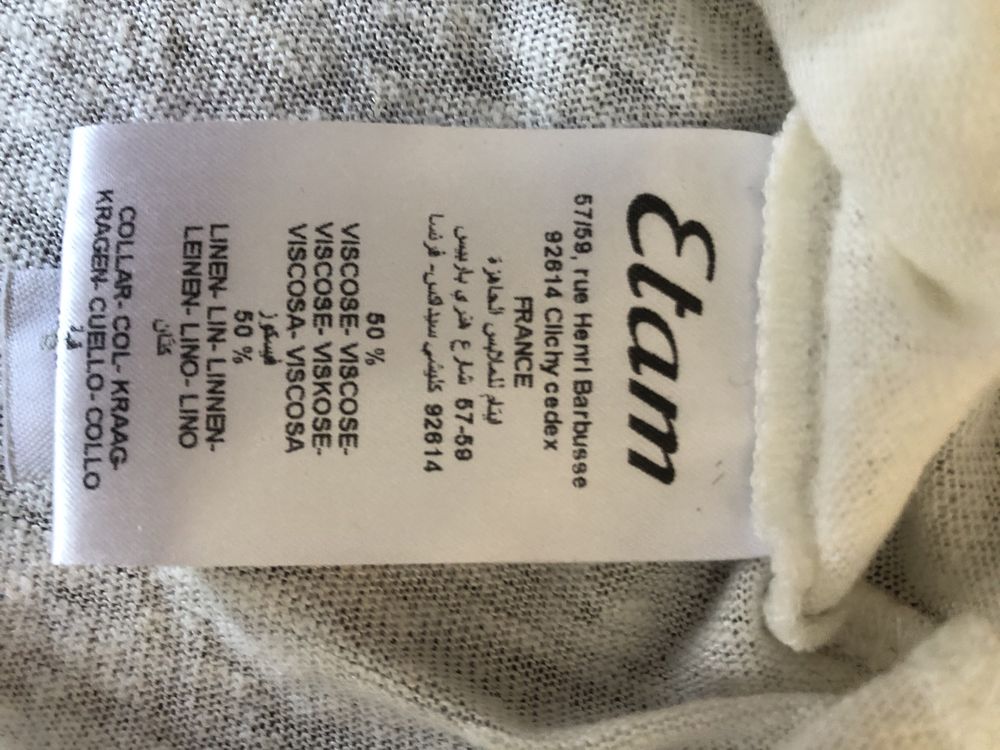 Etam
57/59, rue Henri Barbusse
92614 Clichy cedex
FRANCE
ايتام للملابس الجاهزة
57-59 شارع هنري باربيس
92614 كليشي سيدكس- فرنسا
50 %
VISCOSE- VISCOSE-
VISCOSE- VISKOSE-
VISCOSA- VISCOSA
فيسكوز
50 %
LINEN- LIN- LINNEN-
LEINEN- LINO- LINO
كتان
COLLAR- COL- KRAAG-
KRAGEN- CUELLO- COLLO